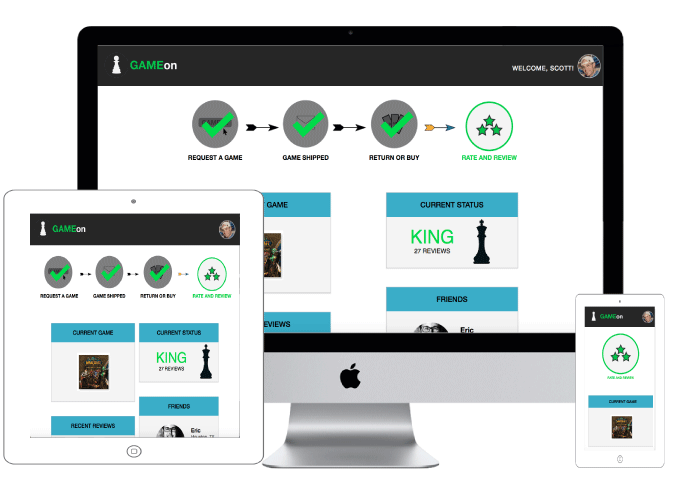 GAMEon
WELCOME, SCOTT!
REQUEST A GAME
GAME SHIPPED
RETURN OR BUY
RATE AND REVIEW
GAME
CURRENT STATUS
KING
27 REVIEWS
FRIENDS
EVIEWS
Eric
GAMEon
REQUEST A GAME
GAME SHIPPED
RETURN OR BUY
RATE AND REVIEW
CURRENT GAME
CURRENT STATUS
KING
27 REVIEWS
FRIENDS
RECENT REVIEWS
Eric
GAMEon
RATE AND REVIEW
CURRENT GAME